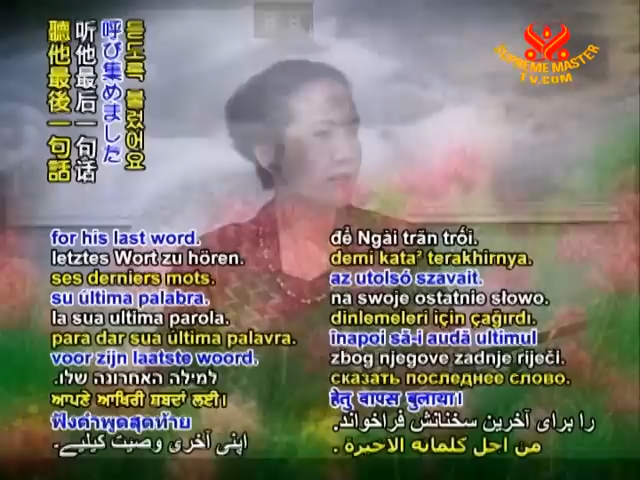 聽他最後一句話
听他最后一句话
呼び集めました
듣도록 불렀어요
SUPREME MASTER
TV.COM
for his last word.
letztes Wort zu hören.
ses derniers mots.
su última palabra.
la sua ultima parola.
para dar sua última palavra.
voor zijn laatste woord.
למילה האחרונה שלו.
ਆਪਣੇ ਆਖਿਰੀ ਸ਼ਬਦਾਂ ਲਈ।
ฟังคำพูดสุดท้าย
اپنی آخری وصیت کیلیے.
để Ngài trăn trối.
demi kata² terakhirnya.
az utolsó szavait.
na swoje ostatnie słowo.
dinlemeleri için çağırdı.
înapoi să-i audă ultimul
zbog njegove zadnje riječi.
сказать последнее слово.
हेतु वापस बुलाया।
را برای آخرین سخنانش فراخواند.
من اجل كلماته الاخيرة .